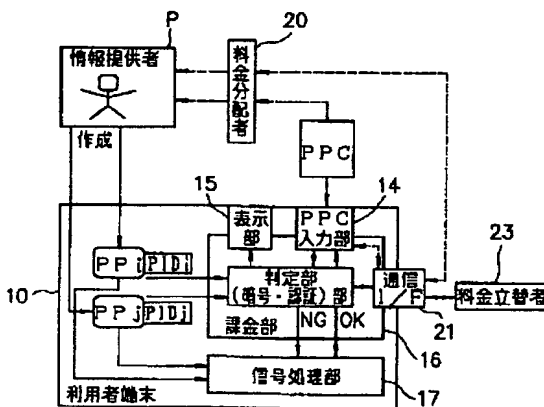 P
20
情報提供者
料金分配者
作成
PPC
15
14
表示部
PPC入力部
23
10
PPi PIDi
判定部
(暗号・認証)部
通信
I/F
料金立替者
PPj PIDj
21
課金部
NG OK
16
信号処理部
17
利用者端末